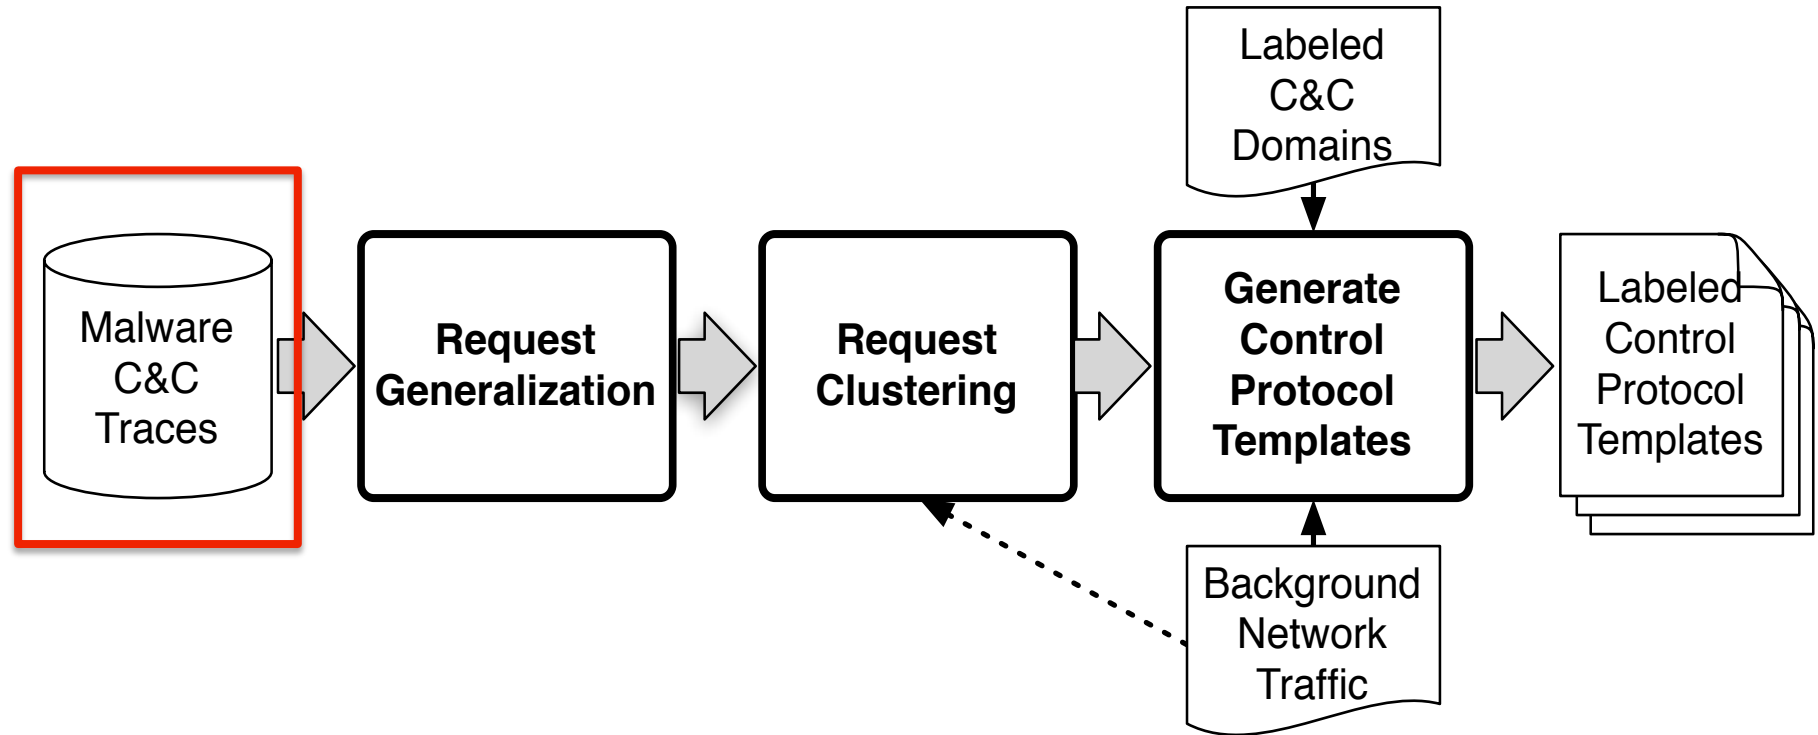 Labeled
C&C
Domains
Malware
C&C
Traces
Request
Generalization
Request
Clustering
Generate
Control
Protocol
Templates
Labeled
Control
Protocol
Templates
Background
Network
Traffic